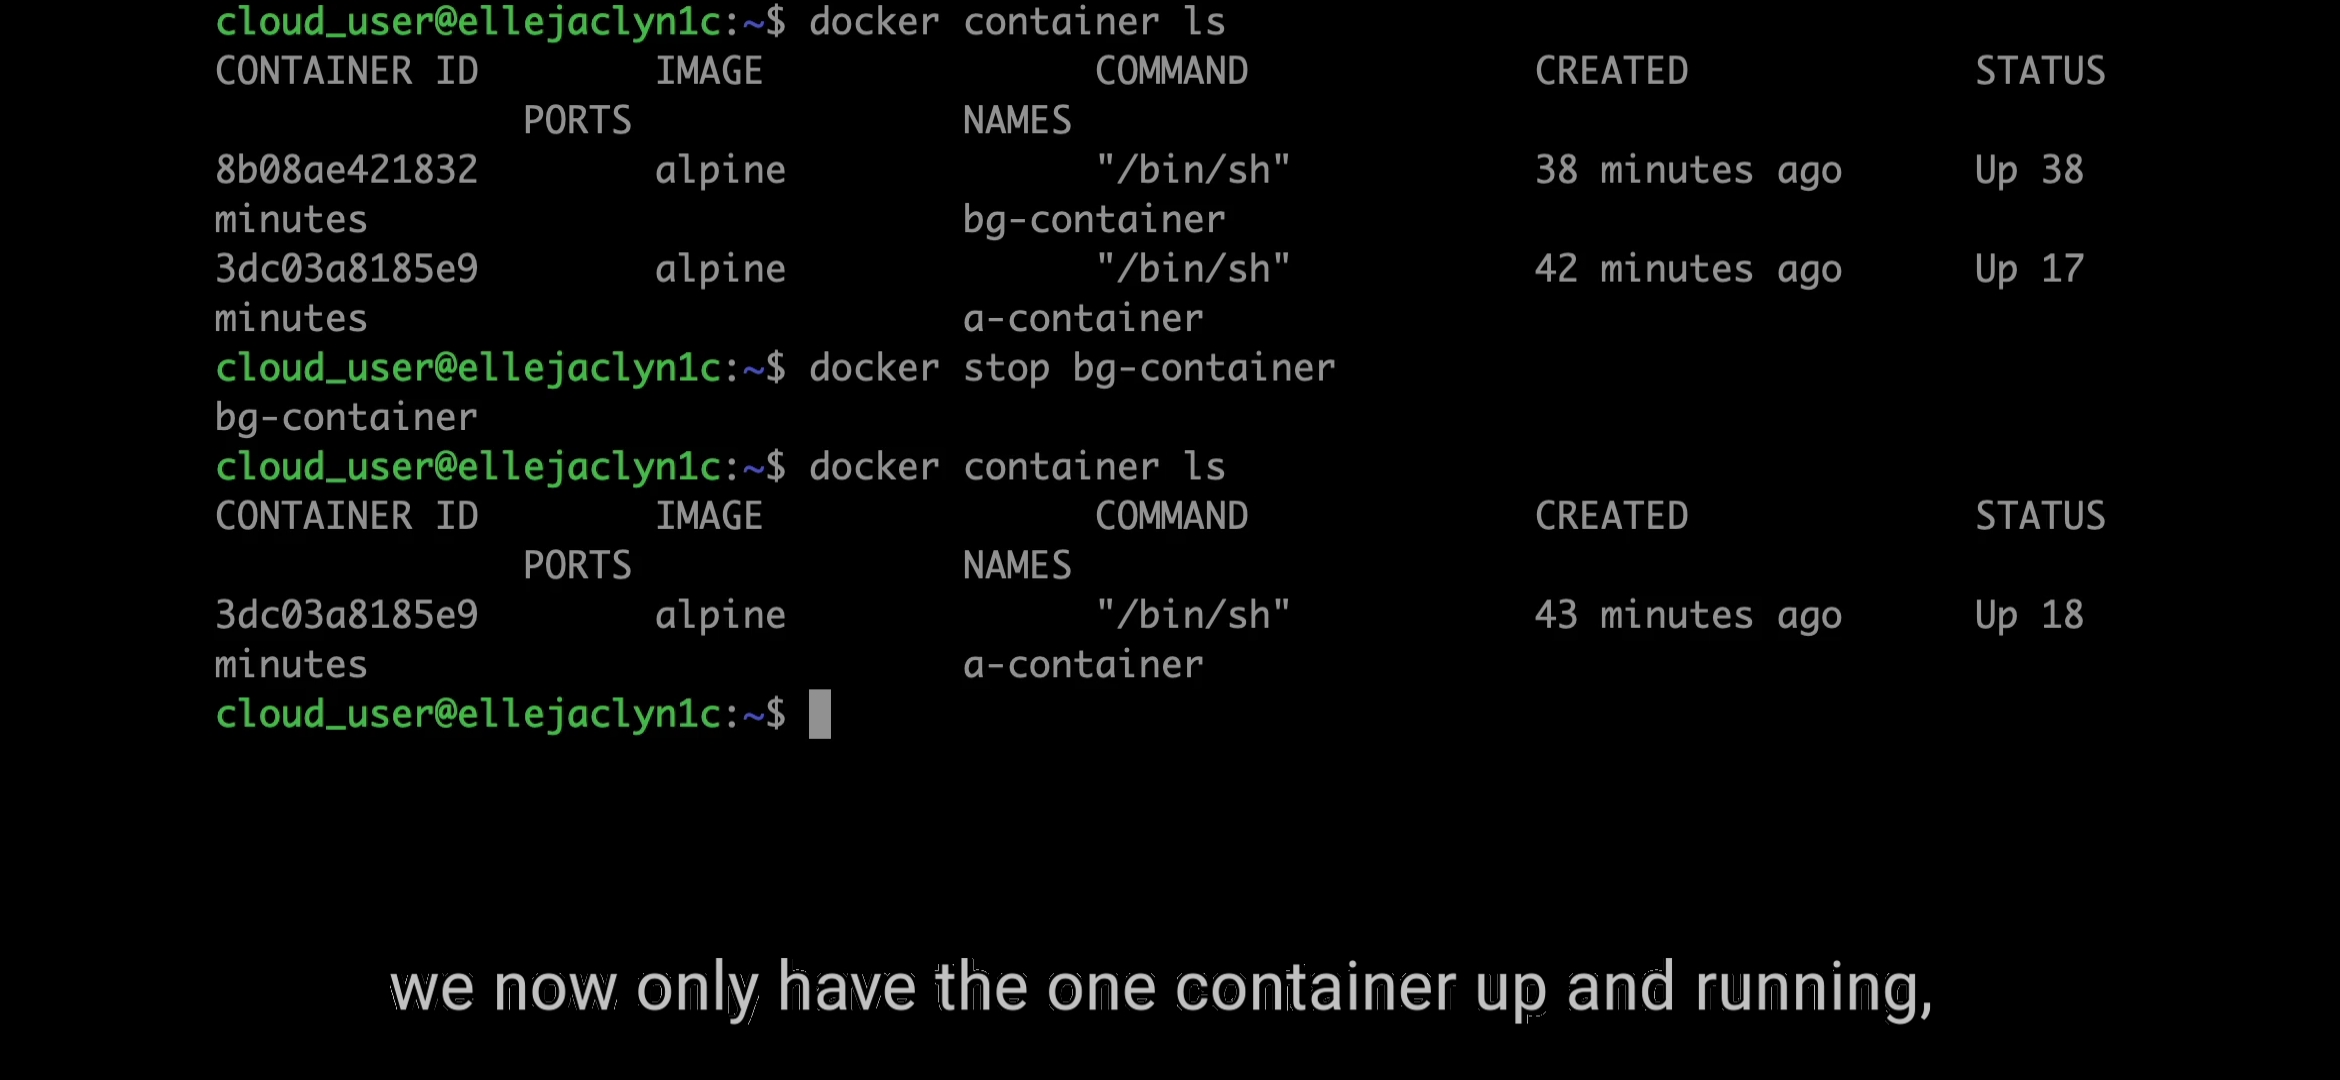 cloud_user@ellejaclyn1c:~$ docker container ls
CONTAINER ID        IMAGE               COMMAND             CREATED             STATUS
              PORTS               NAMES
8b08ae421832        alpine              "/bin/sh"           38 minutes ago      Up 38
minutes                           bg-container
3dc03a8185e9        alpine              "/bin/sh"           42 minutes ago      Up 17
minutes                           a-container
cloud_user@ellejaclyn1c:~$ docker stop bg-container
bg-container
cloud_user@ellejaclyn1c:~$ docker container ls
CONTAINER ID        IMAGE               COMMAND             CREATED             STATUS
              PORTS               NAMES
3dc03a8185e9        alpine              "/bin/sh"           43 minutes ago      Up 18
minutes                           a-container
cloud_user@ellejaclyn1c:~$
we now only have the one container up and running,